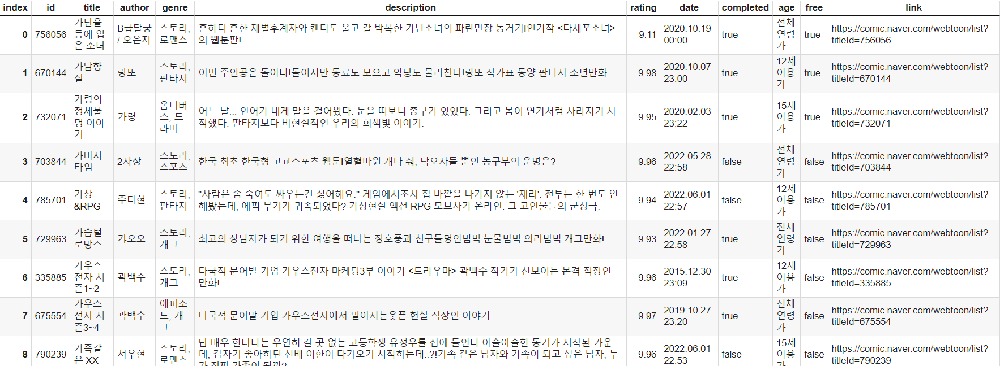 index id title author genre description rating date completed age free link
0 756056 가난을 등에 업은 소녀 B급달궁 / 오은지 스토리, 로맨스 흔하디 흔한 재벌후계자와 캔디도 울고 갈 박복한 가난소녀의 파란만장 동거기!인기작 <다세포소녀>의 웹툰판! 9.11 2020.10.19 00:00 true 전체연령가 true https://comic.naver.com/webtoon/list?titleId=756056
1 670144 가담항설 랑또 스토리, 판타지 이번 주인공은 돌이다!돌이지만 동료도 모으고 악당도 물리친다!랑또 작가표 동양 판타지 소년만화 9.98 2020.10.07 23:00 true 12세이용가 true https://comic.naver.com/webtoon/list?titleId=670144
2 732071 가령의 정체불명 이야기 가령 옴니버스, 드라마 어느 날... 인어가 내게 말을 걸어왔다. 눈을 떠보니 총구가 있었다. 그리고 몸이 연기처럼 사라지기 시작했다. 판타지보다 비현실적인 우리의 회색빛 이야기. 9.95 2020.02.03 23:22 true 15세이용가 true https://comic.naver.com/webtoon/list?titleId=732071
3 703844 가비지타임 2사장 스토리, 스포츠 한국 최초 한국형 고교스포츠 웹툰!열혈따윈 개나 줘, 낙오자들 뿐인 농구부의 운명은? 9.96 2022.05.28 22:58 false 전체연령가 false https://comic.naver.com/webtoon/list?titleId=703844
4 785701 가상&RPG 주다현 스토리, 판타지 "사람은 좀 죽여도 싸우는건 싫어해요." 게임에서조차 집 바깥을 나가지 않는 '제리'. 전투는 한 번도 안 해봤는데, 에픽 무기가 귀속되었다? 가상현실 액션 RPG 모브사가 온라인. 그 고인물들의 군상극. 9.94 2022.06.01 22:57 false 12세이용가 false https://comic.naver.com/webtoon/list?titleId=785701
5 729963 가슴털 로망스 갸오오 스토리, 개그 최고의 상남자가 되기 위한 여행을 떠나는 장호풍과 친구들명언범벅 눈물범벅 의리범벅 개그만화! 9.93 2022.01.27 22:58 true 전체연령가 false https://comic.naver.com/webtoon/list?titleId=729963
6 335885 가우스전자 시즌1~2 곽백수 스토리, 개그 다국적 문어발 기업 가우스전자 마케팅3부 이야기 <트라우마> 곽백수 작가가 선보이는 본격 직장인 만화! 9.96 2015.12.30 23:09 true 12세이용가 false https://comic.naver.com/webtoon/list?titleId=335885
7 675554 가우스전자 시즌3~4 곽백수 에피소드, 개그 다국적 문어발 기업 가우스전자에서 벌어지는웃픈 현실 직장인 이야기 9.97 2019.10.27 23:20 true 전체연령가 false https://comic.naver.com/webtoon/list?titleId=675554
8 790239 가족같은 XX 서우현 스토리, 로맨스 탑 배우 한나나는 우연히 갈 곳 없는 고등학생 유성우를 집에 들인다.아슬아슬한 동거가 시작된 가운데, 갑자기 좋아하던 선배 이한이 다가오기 시작하는데..?!가족 같은 남자와 가족이 되고 싶은 남자, 누가 진짜 가족이 될까? 9.96 2022.06.01 22:53 false 15세이용가 false https://comic.naver.com/webtoon/list?titleId=790239